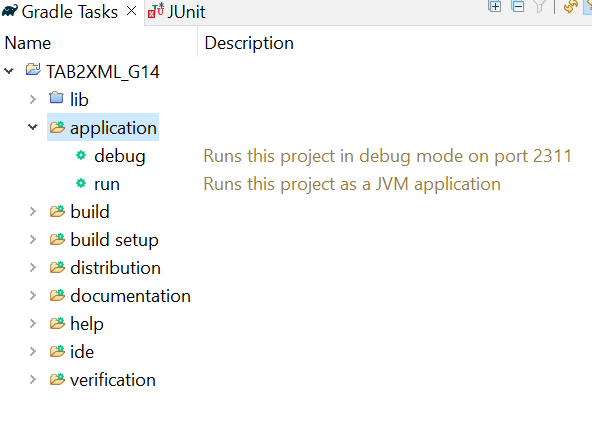 Gradle Tasks JUnit
Name Description
TAB2XML_G14
lib
application
debug Runs this project in debug mode on port 2311
run Runs this project as a JVM application
build
build setup
distribution
documentation
help
ide
verification